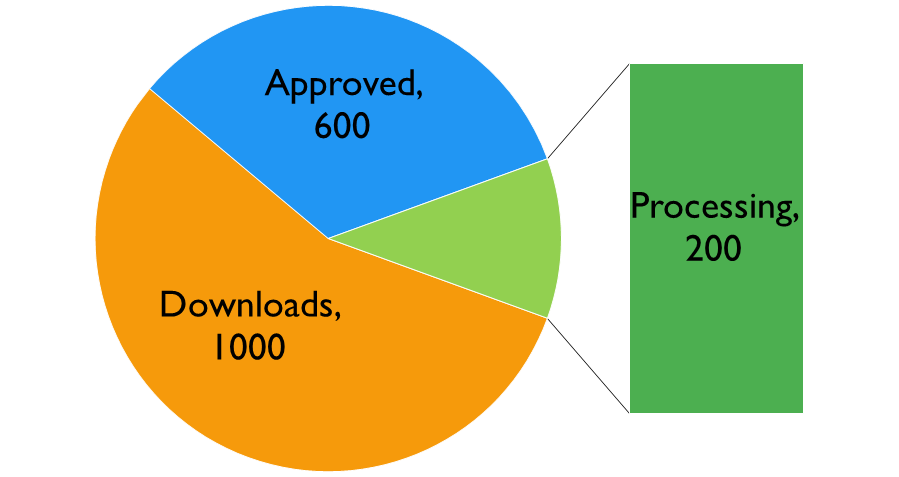 Approved,
600
Processing,
200
Downloads,
1000